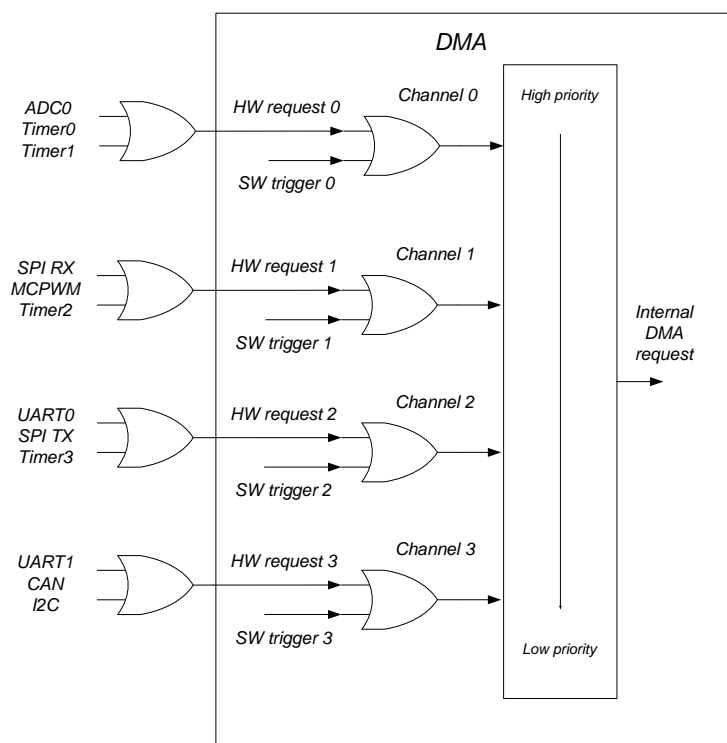 DMA
ADC0
Timer0
Timer1
HW request 0
SW trigger 0
Channel 0
SPI RX
MCPWM
Timer2
HW request 1
SW trigger 1
Channel 1
UART0
SPI TX
Timer3
HW request 2
SW trigger 2
Channel 2
UART1
CAN
I2C
HW request 3
SW trigger 3
Channel 3
High priority
Low priority
Internal
DMA
request